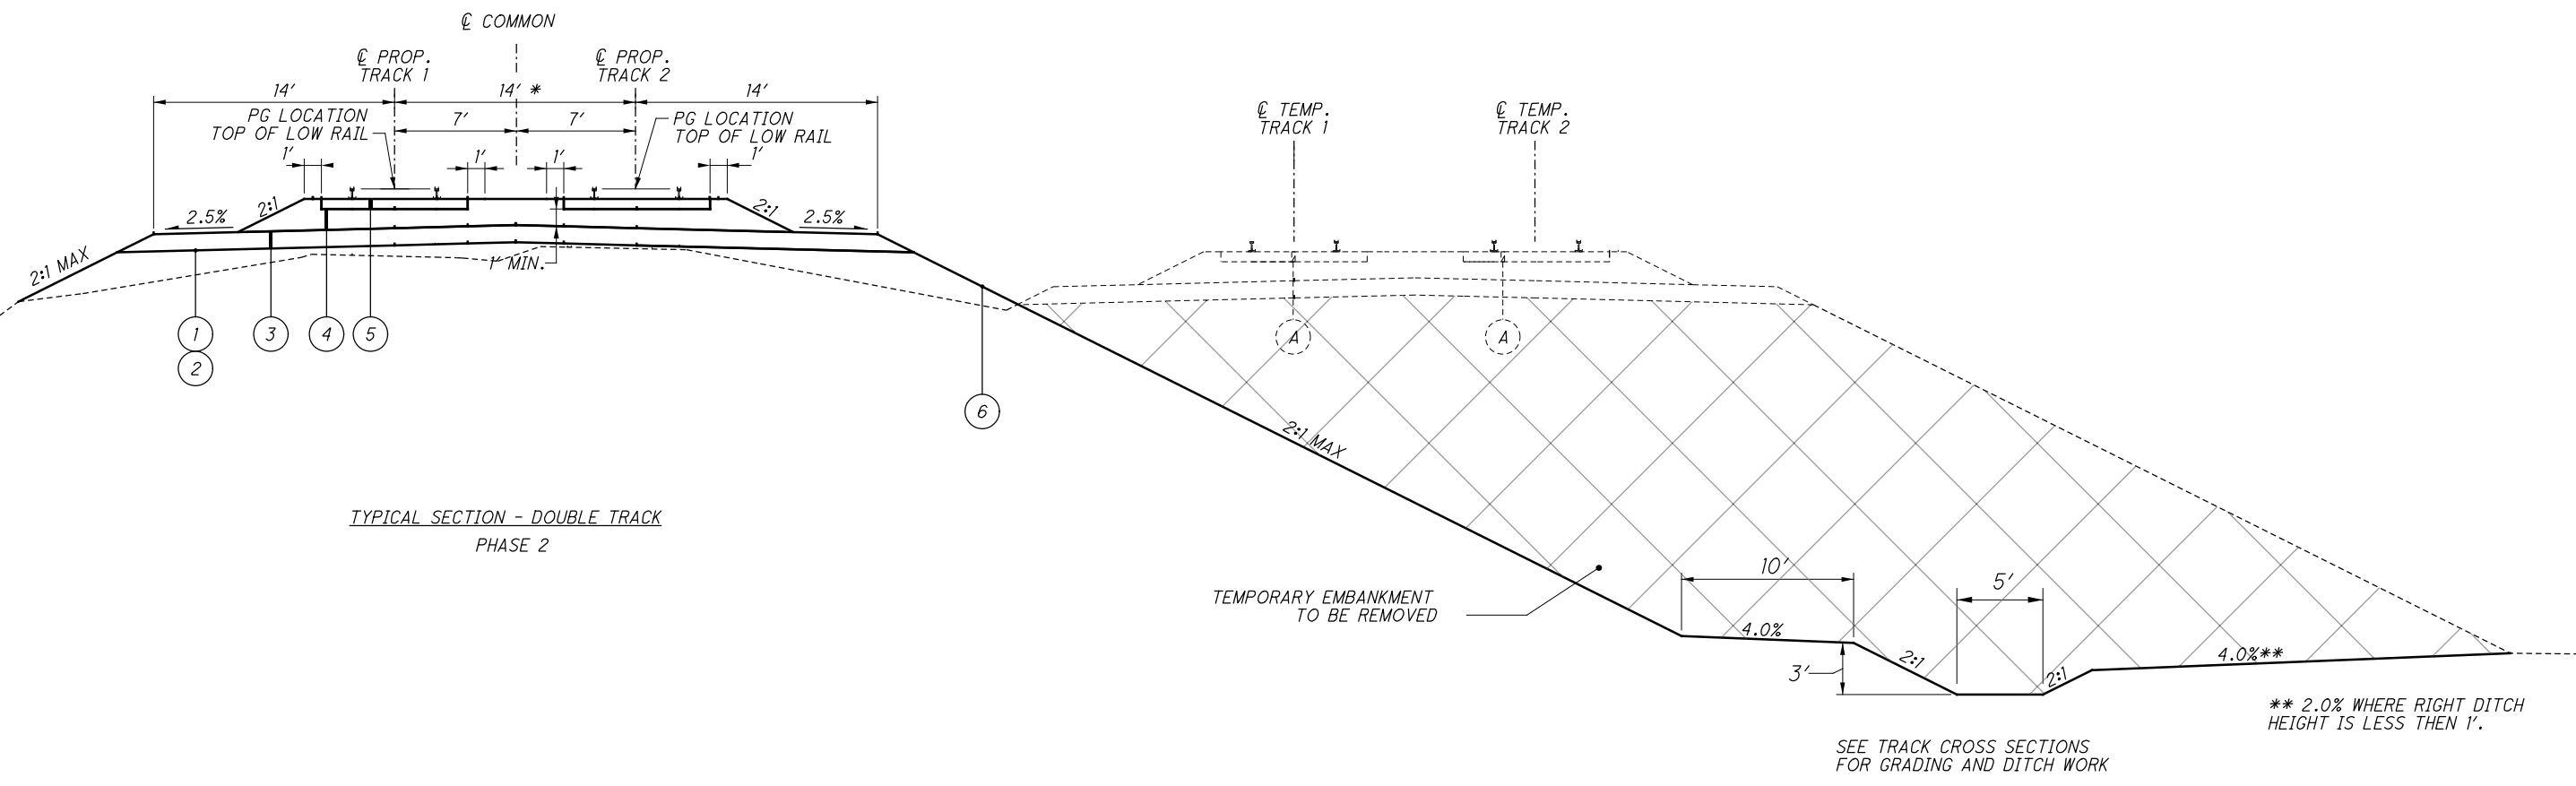 ℄ COMMON
℄ PROP.
TRACK 1
℄ PROP.
TRACK 2
14'
14' *
14'
PG LOCATION
TOP OF LOW RAIL
7'
7'
PG LOCATION
TOP OF LOW RAIL
1'
1'
1'
1'
2.5%
2:1
2:1
2.5%
2:1 MAX
1' MIN.
1
2
3
4
5
6
℄ TEMP.
TRACK 1
℄ TEMP.
TRACK 2
A
A
2:1 MAX
TYPICAL SECTION - DOUBLE TRACK
PHASE 2
TEMPORARY EMBANKMENT
TO BE REMOVED
10'
5'
4.0%
3'
2:1
2:1
4.0%**
** 2.0% WHERE RIGHT DITCH
HEIGHT IS LESS THEN 1'.
SEE TRACK CROSS SECTIONS
FOR GRADING AND DITCH WORK